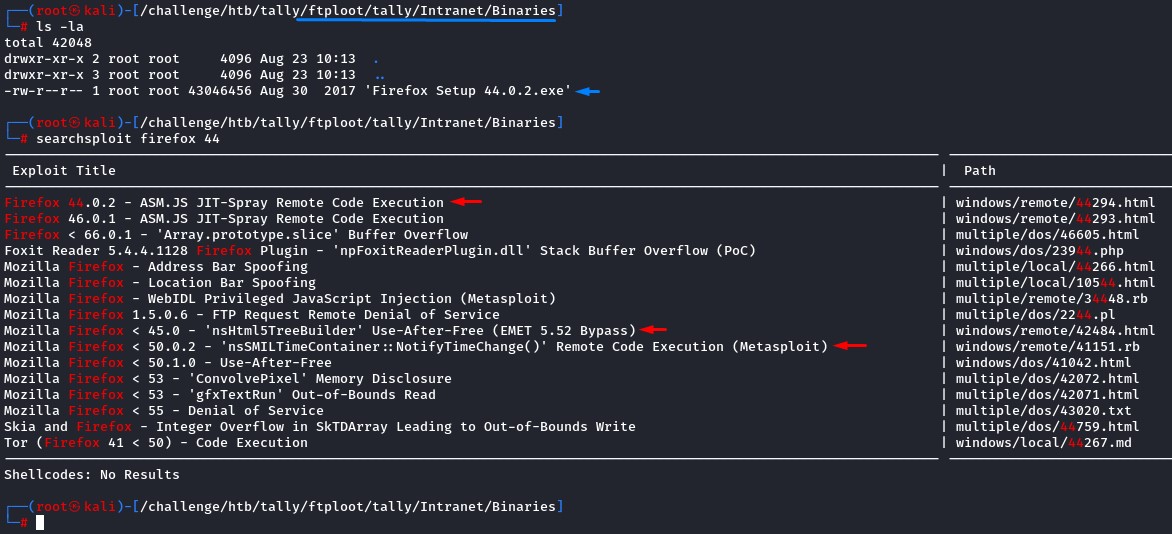 ┌──(root㉿kali)-[/challenge/htb/tally/ftploot/tally/Intranet/Binaries]
└─# ls -la
total 42048
drwxr-xr-x 2 root root     4096 Aug 23 10:13  .
drwxr-xr-x 3 root root     4096 Aug 23 10:13  ..
-rw-r--r-- 1 root root 43046456 Aug 30  2017 'Firefox Setup 44.0.2.exe'
┌──(root㉿kali)-[/challenge/htb/tally/ftploot/tally/Intranet/Binaries]
└─# searchsploit firefox 44
Exploit Title | Path
Firefox 44.0.2 - ASM.JS JIT-Spray Remote Code Execution | windows/remote/44294.html
Firefox 46.0.1 - ASM.JS JIT-Spray Remote Code Execution | windows/remote/44293.html
Firefox < 66.0.1 - 'Array.prototype.slice' Buffer Overflow | multiple/dos/46605.html
Foxit Reader 5.4.4.1128 Firefox Plugin - 'npFoxitReaderPlugin.dll' Stack Buffer Overflow (PoC) | windows/dos/23944.php
Mozilla Firefox - Address Bar Spoofing | multiple/local/44266.html
Mozilla Firefox - Location Bar Spoofing | multiple/local/10544.html
Mozilla Firefox - WebIDL Privileged JavaScript Injection (Metasploit) | multiple/remote/34448.rb
Mozilla Firefox 1.5.0.6 - FTP Request Remote Denial of Service | multiple/dos/2244.pl
Mozilla Firefox < 45.0 - 'nsHtml5TreeBuilder' Use-After-Free (EMET 5.52 Bypass) | windows/remote/42484.html
Mozilla Firefox < 50.0.2 - 'nsSMILTimeContainer::NotifyTimeChange()' Remote Code Execution (Metasploit) | windows/remote/41151.rb
Mozilla Firefox < 50.1.0 - Use-After-Free | windows/dos/41042.html
Mozilla Firefox < 53 - 'ConvolvePixel' Memory Disclosure | multiple/dos/42072.html
Mozilla Firefox < 53 - 'gfxTextRun' Out-of-Bounds Read | multiple/dos/42071.html
Mozilla Firefox < 55 - Denial of Service | multiple/dos/43020.txt
Skia and Firefox - Integer Overflow in SkTDArray Leading to Out-of-Bounds Write | multiple/dos/44759.html
Tor (Firefox 41 < 50) - Code Execution | windows/local/44267.md
Shellcodes: No Results
┌──(root㉿kali)-[/challenge/htb/tally/ftploot/tally/Intranet/Binaries]
└─#